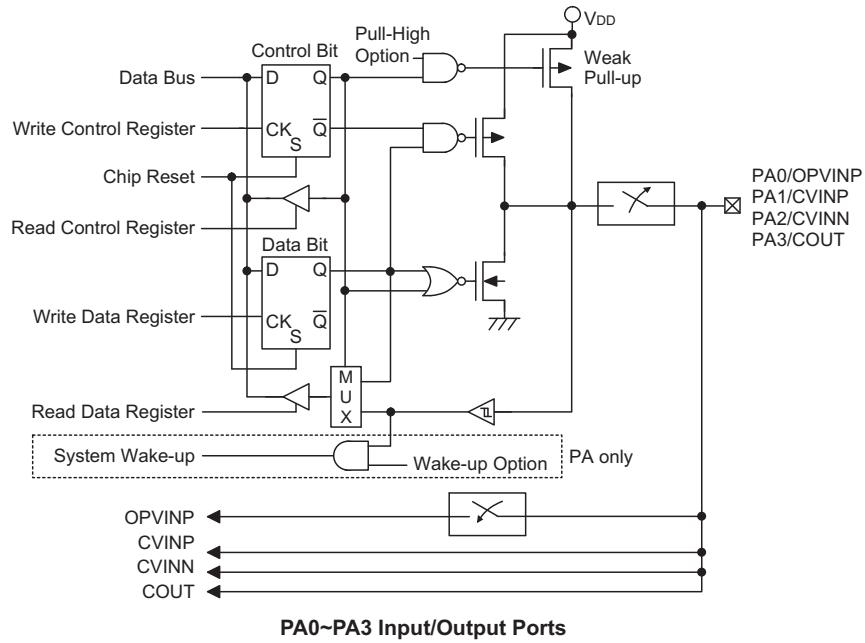 VDD
Pull-High
Option
Control Bit
Weak
Pull-up
Data Bus
D
Q
Write Control Register
CK
Q̅
S
Chip Reset
PA0/OPVINP
PA1/CVINP
PA2/CVINN
PA3/COUT
Read Control Register
Data Bit
D
Q
Write Data Register
CK
Q̅
S
M
U
X
Read Data Register
System Wake-up
Wake-up Option
PA only
OPVINP
CVINP
CVINN
COUT
PA0~PA3 Input/Output Ports